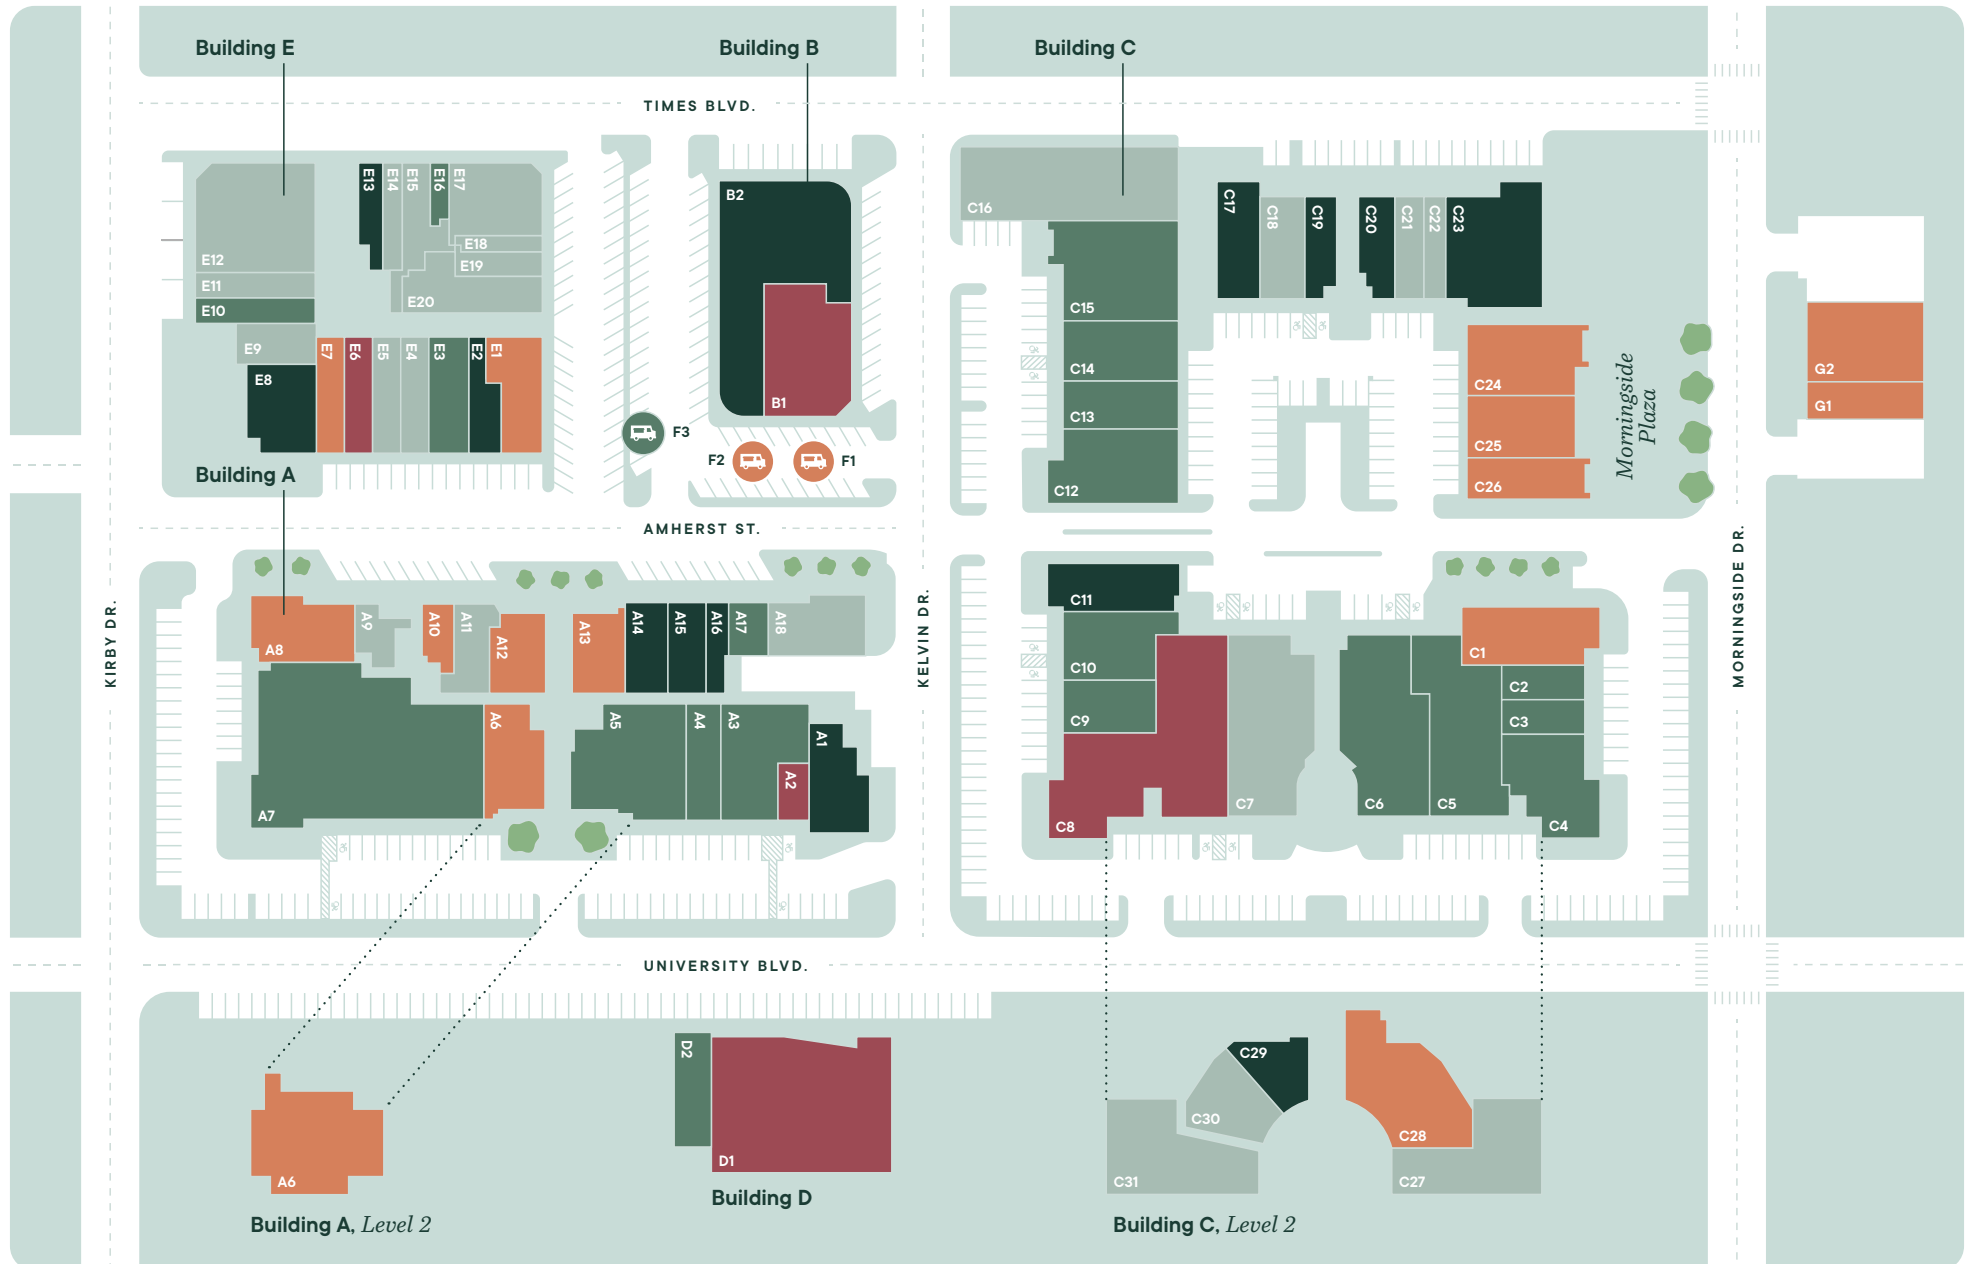 Building E
Building B
Building C
TIMES BLVD.
E13
E14
E15
E16
E17
E18
E19
E20
E12
E11
E10
E9
E8
E7
E6
E5
E4
E3
E2
E1
B2
B1
F3
F2
F1
C16
C15
C14
C13
C12
C17
C18
C19
C20
C21
C22
C23
C24
C25
C26
Morningside
Plaza
G2
G1
Building A
AMHERST ST.
KIRBY DR.
KELVIN DR.
MORNINGSIDE DR.
A8
A9
A10
A11
A12
A13
A14
A15
A16
A17
A18
A7
A6
A5
A4
A3
A2
A1
C11
C10
C9
C8
C7
C6
C5
C4
C3
C2
C1
UNIVERSITY BLVD.
A6
Building A, Level 2
D2
D1
Building D
C29
C30
C31
C28
C27
Building C, Level 2